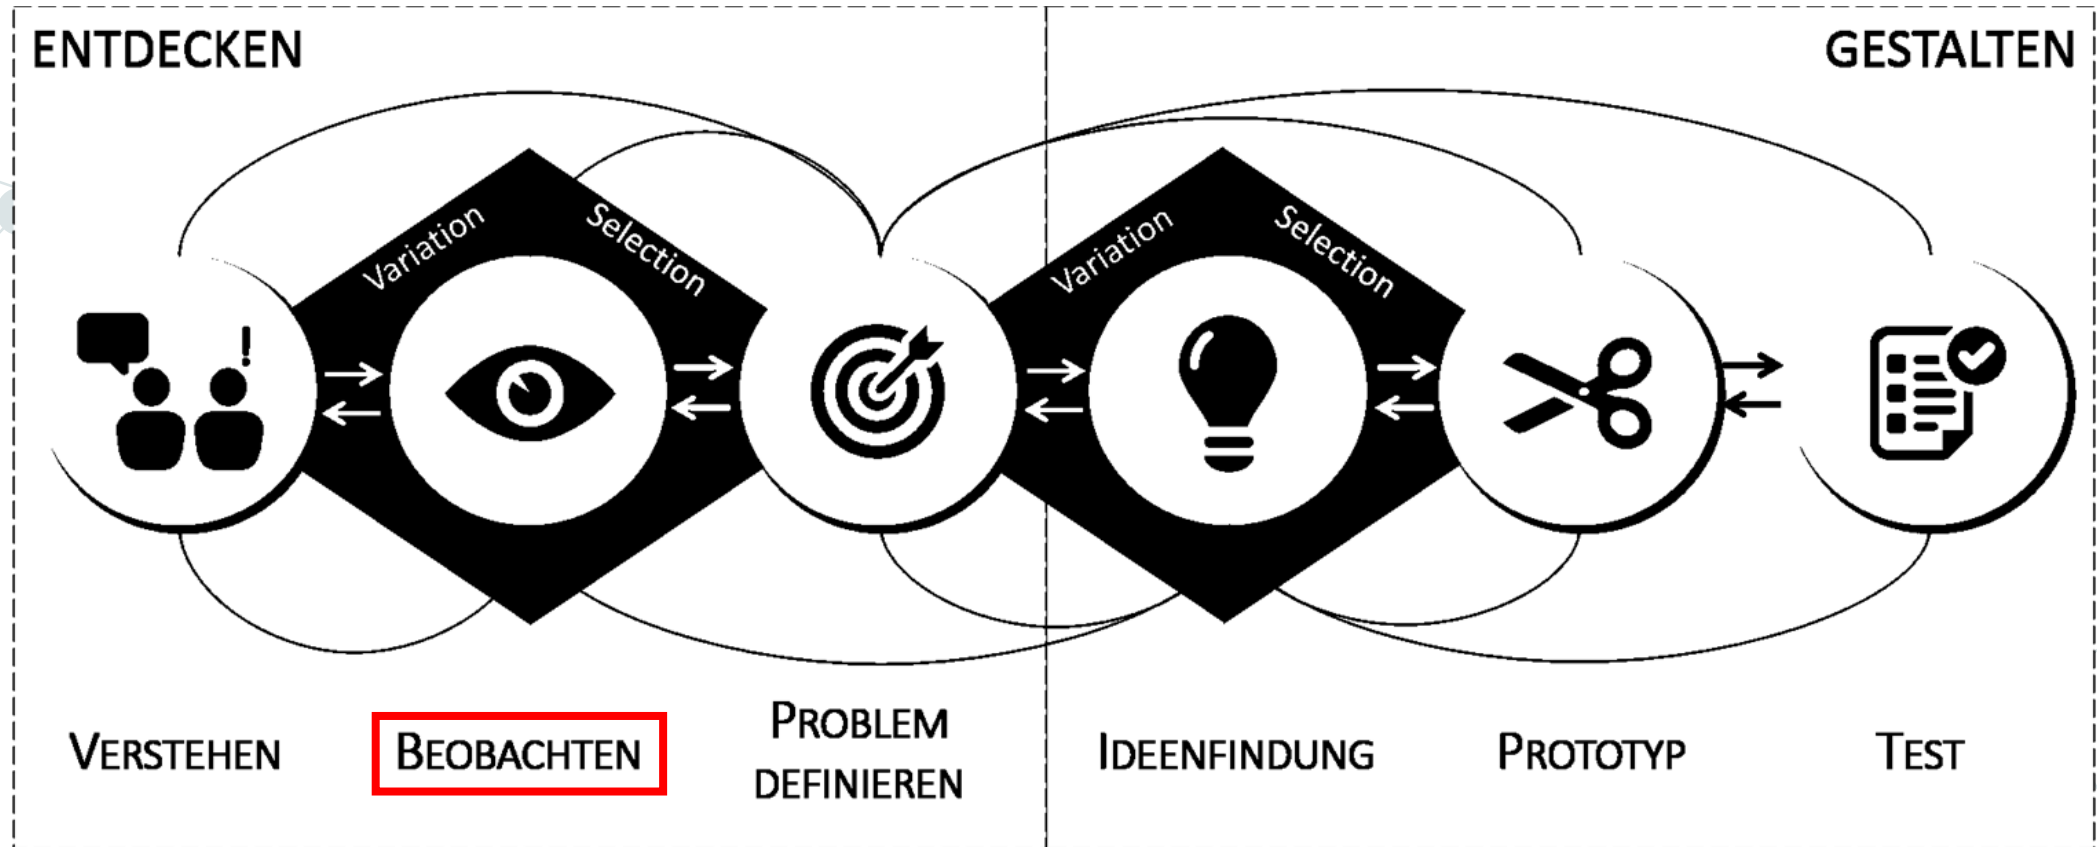 ENTDECKEN
GESTALTEN
Variation
Selection
Variation
Selection
!
VERSTEHEN
BEOBACHTEN
PROBLEM
DEFINIEREN
IDEENFINDUNG
PROTOTYP
TEST